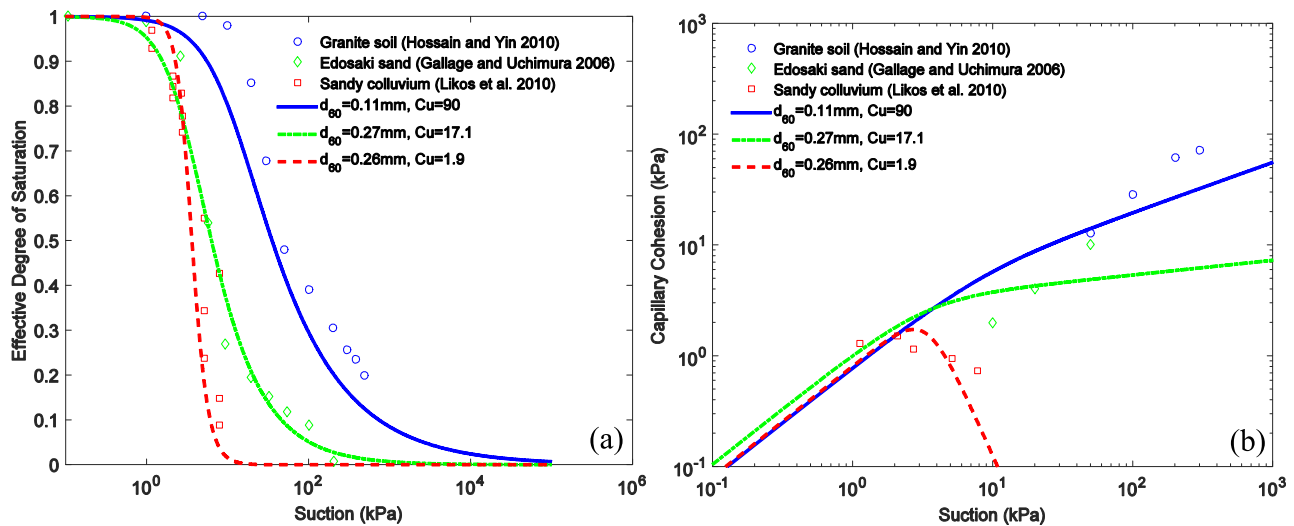 Effective Degree of Saturation
1
0.9
0.8
0.7
0.6
0.5
0.4
0.3
0.2
0.1
0
Granite soil (Hossain and Yin 2010)
Edosaki sand (Gallage and Uchimura 2006)
Sandy colluvium (Likos et al. 2010)
d60=0.11mm, Cu=90
d60=0.27mm, Cu=17.1
d60=0.26mm, Cu=1.9
(a)
10^0 10^2 10^4 10^6
Suction (kPa)
Capillary Cohesion (kPa)
10^3
10^2
10^1
10^0
10^-1
Granite soil (Hossain and Yin 2010)
Edosaki sand (Gallage and Uchimura 2006)
Sandy colluvium (Likos et al. 2010)
d60=0.11mm, Cu=90
d60=0.27mm, Cu=17.1
d60=0.26mm, Cu=1.9
(b)
10^-1 10^0 10^1 10^2 10^3
Suction (kPa)